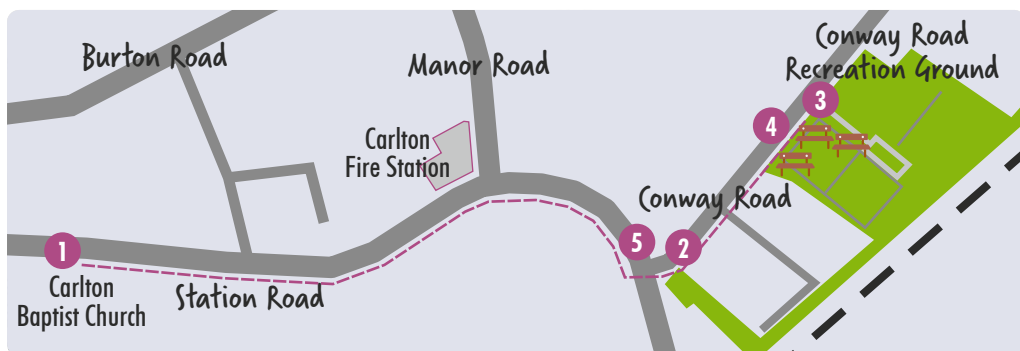 Burton Road
Manor Road
Conway Road
Recreation Ground
3
4
Carlton
Fire Station
Conway Road
1
5
2
Carlton
Baptist Church
Station Road